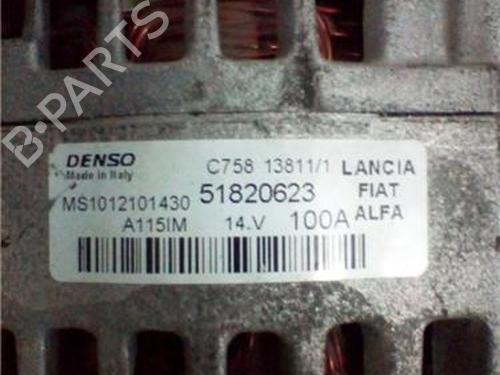 B-PARTS
DENSO C758 13811/1 LANCIA
Made in Italy
MS1012101430 51820623 FIAT
A115IM 14.V 100A ALFA